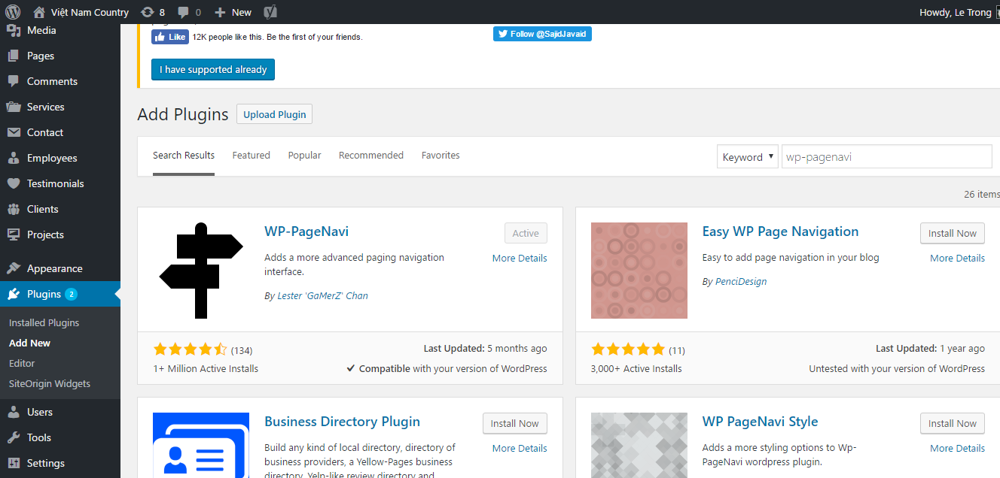 Việt Nam Country 8 0 New Howdy, Le Trong
Media
Pages
Comments
Services
Contact
Employees
Testimonials
Clients
Projects
Appearance
Plugins 2
Installed Plugins
Add New
Editor
SiteOrigin Widgets
Users
Tools
Settings
Like 12K people like this. Be the first of your friends.
Follow @SajidJavaid
I have supported already
Add Plugins Upload Plugin
Search Results Featured Popular Recommended Favorites Keyword wp-pagenavi
26 items
WP-PageNavi
Active
Adds a more advanced paging navigation
interface.
More Details
By Lester 'GaMerZ' Chan
(134)
Last Updated: 5 months ago
1+ Million Active Installs
Compatible with your version of WordPress
Easy WP Page Navigation
Install Now
Easy to add page navigation in your blog
More Details
By PenciDesign
(11)
Last Updated: 1 year ago
3,000+ Active Installs
Untested with your version of WordPress
Business Directory Plugin
Install Now
Build any kind of local directory, directory of
business providers, a Yellow-Pages business
directory, Yelp-like review directory and
More Details
WP PageNavi Style
Install Now
Adds a more styling options to Wp-
PageNavi wordpress plugin.
More Details